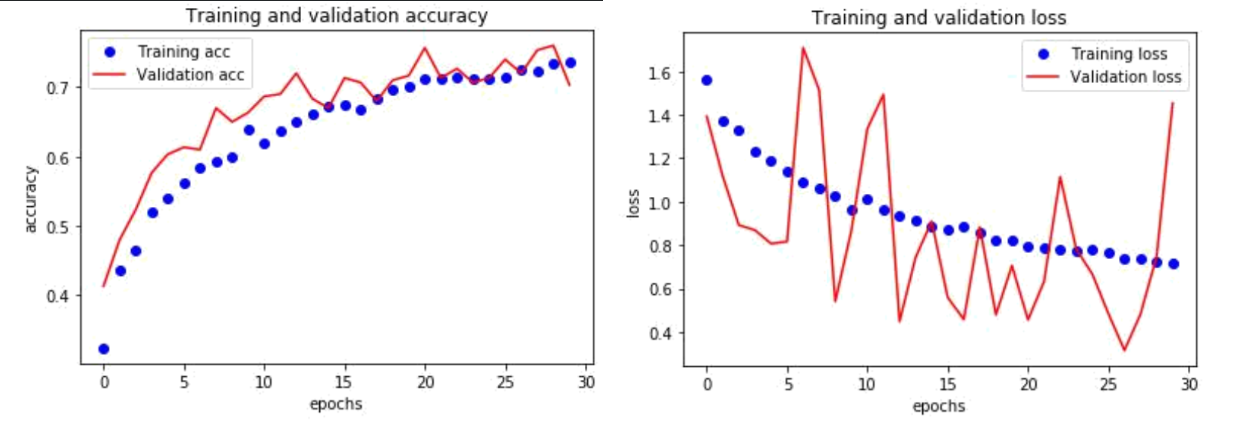 Training and validation accuracy
Training acc
Validation acc
0.7
0.6
0.5
0.4
accuracy
0 5 10 15 20 25 30
epochs
Training and validation loss
Training loss
Validation loss
1.6
1.4
1.2
1.0
0.8
0.6
0.4
loss
0 5 10 15 20 25 30
epochs